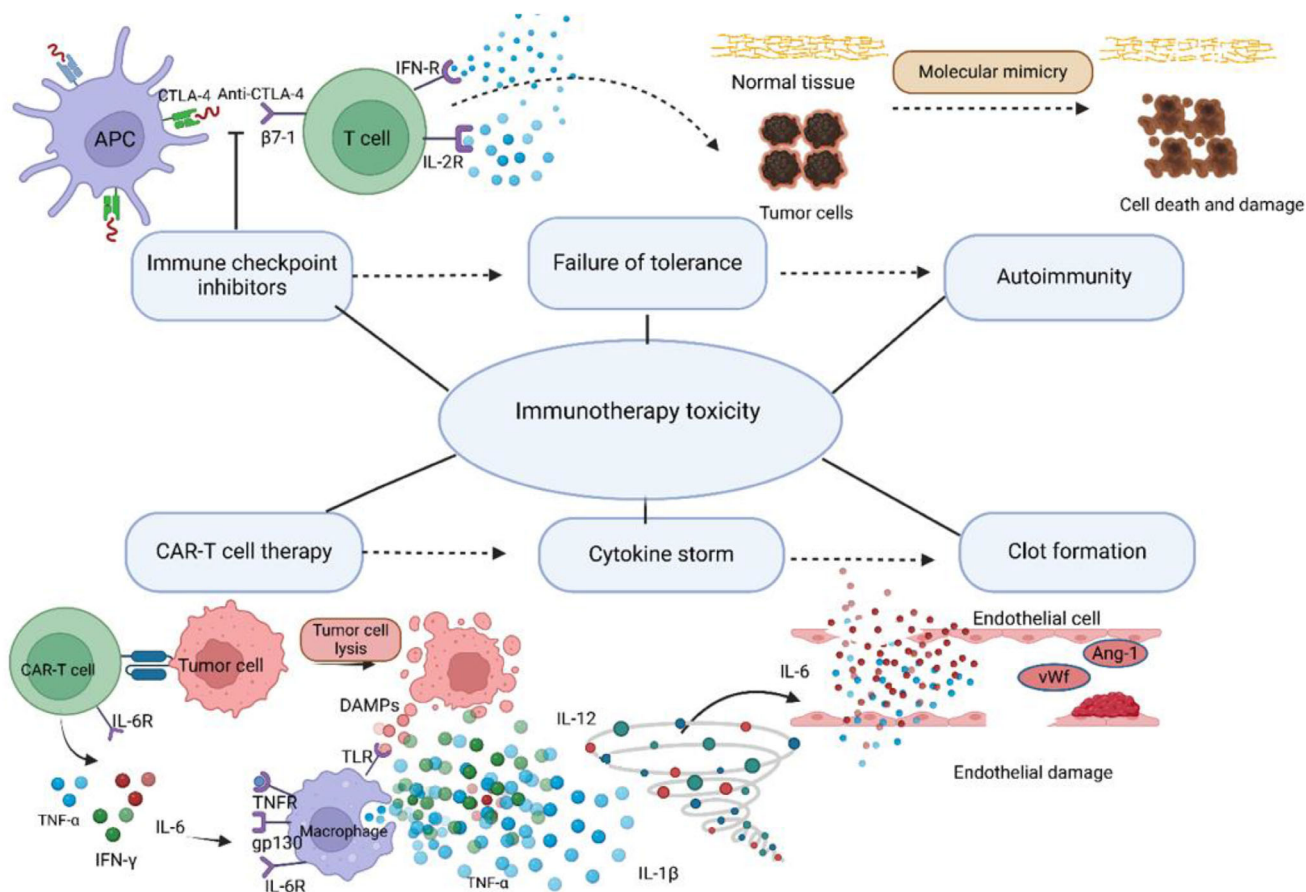 IFN-R
CTLA-4
Anti-CTLA-4
APC
β7-1
T cell
IL-2R
Normal tissue
Molecular mimicry
Tumor cells
Cell death and damage
Immune checkpoint
inhibitors
Failure of tolerance
Autoimmunity
Immunotherapy toxicity
CAR-T cell therapy
Cytokine storm
Clot formation
CAR-T cell
Tumor cell
Tumor cell
lysis
IL-6R
DAMPs
TLR
TNF-α
IFN-γ
IL-6
TNFR
gp130
Macrophage
IL-6R
TNF-α
IL-1β
IL-12
IL-6
Endothelial cell
Ang-1
vWf
Endothelial damage